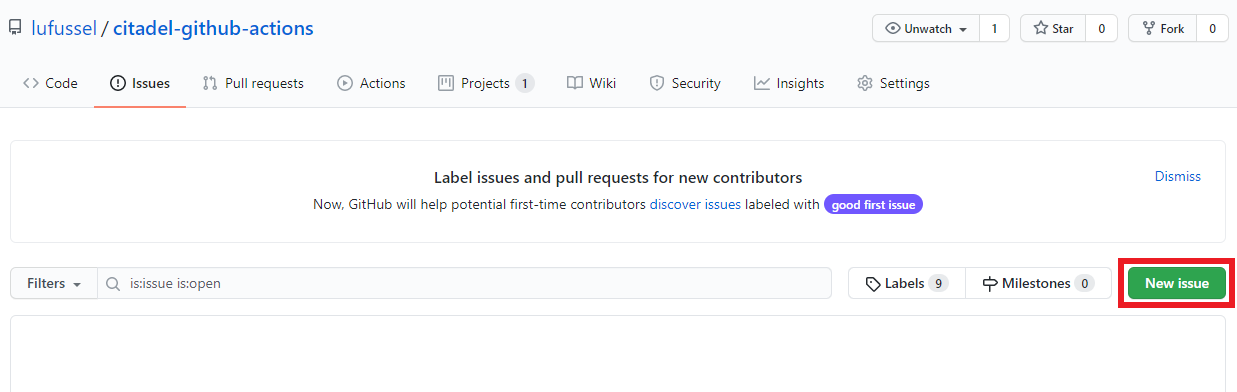 lufussel / citadel-github-actions
Unwatch 1 Star 0 Fork 0
Code Issues Pull requests Actions Projects 1 Wiki Security Insights Settings
Label issues and pull requests for new contributors
Dismiss
Now, GitHub will help potential first-time contributors discover issues labeled with good first issue
Filters is:issue is:open Labels 9 Milestones 0 New issue